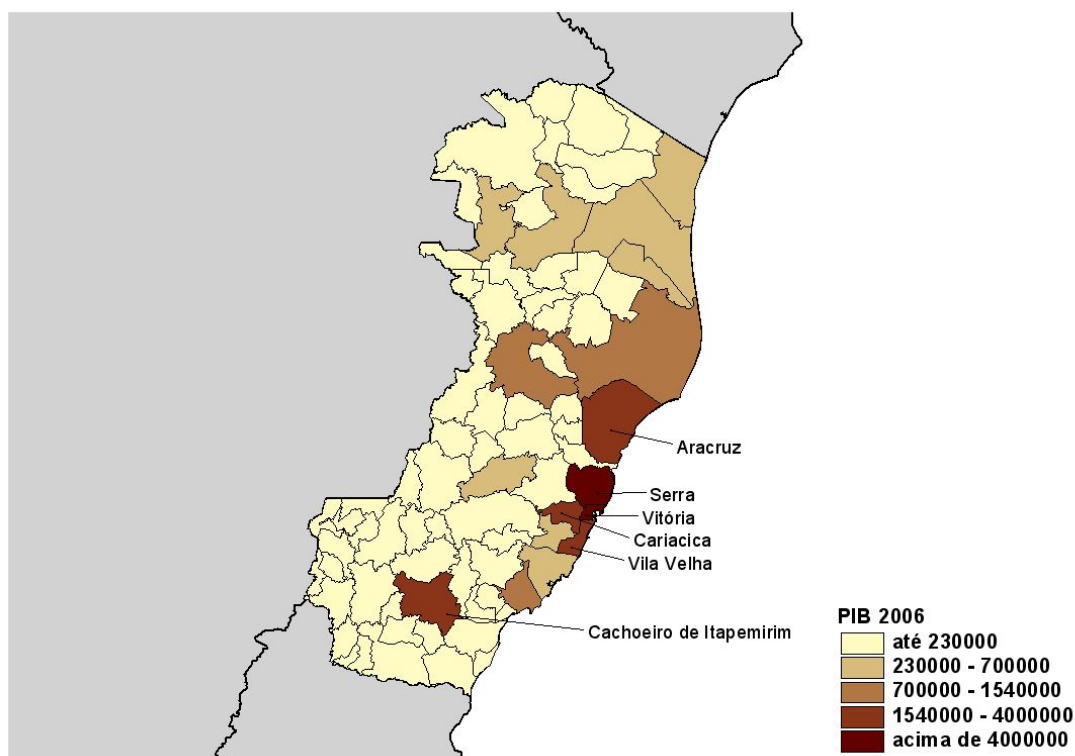 Aracruz
Serra
Vitória
Cariacica
Vila Velha
Cachoeiro de Itapemirim
PIB 2006
até 230000
230000 - 700000
700000 - 1540000
1540000 - 4000000
acima de 4000000